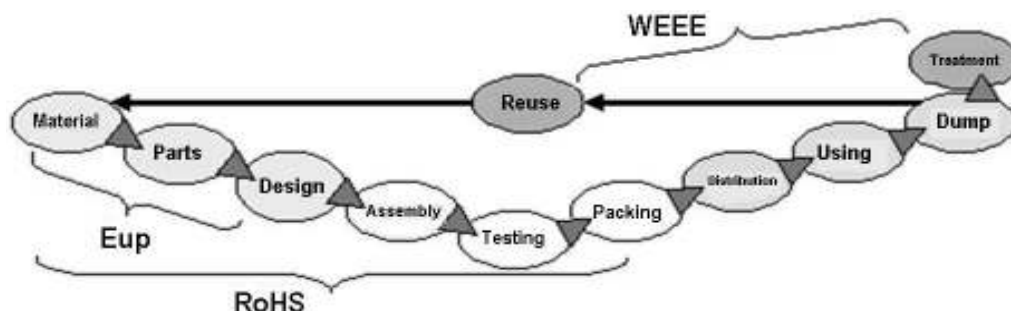 WEEE
Treatment
Reuse
Material
Dump
Parts
Using
Design
Distribution
Assembly
Packing
Testing
Eup
RoHS